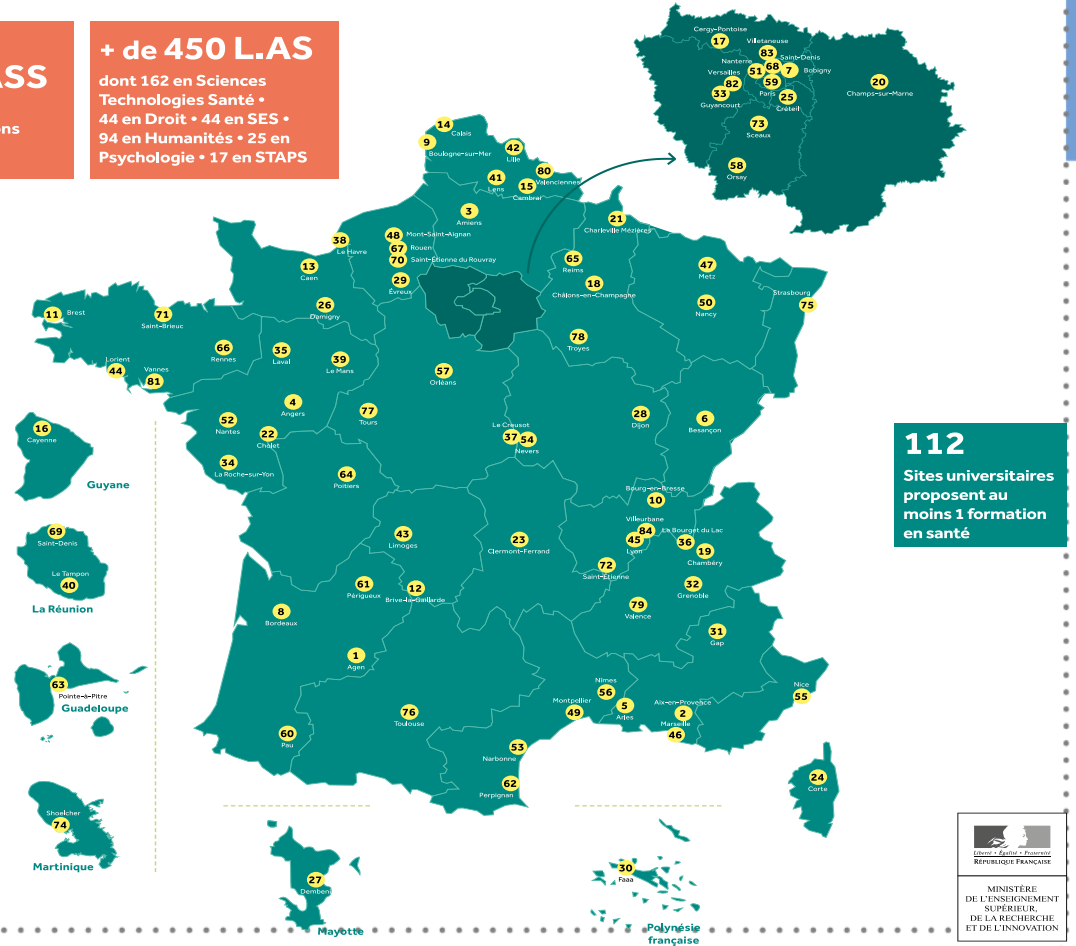 ASS
ons
+ de 450 L.AS
dont 162 en Sciences
Technologies Santé •
44 en Droit • 44 en SES •
94 en Humanités • 25 en
Psychologie • 17 en STAPS
Cergy-Pontoise
17
Villetaneuse
83
Saint-Denis
68
Nanterre
51
7
Bobigny
Versailles
82
59
Paris
33
Guyancourt
25
Créteil
20
Champs-sur-Marne
73
Sceaux
58
Orsay
14
Calais
9
Boulogne-sur-Mer
42
Lille
41
Lens
80
Valenciennes
15
Cambrai
3
Amiens
21
Charleville Mézières
38
Le Havre
48
Mont-Saint-Aignan
67
Rouen
70
Saint-Étienne du Rouvray
29
Évreux
13
Caen
65
Reims
18
Châlons-en-Champagne
47
Metz
50
Nancy
Strasbourg
75
26
Damigny
11
Brest
71
Saint-Brieuc
66
Rennes
35
Laval
39
Le Mans
78
Troyes
57
Orléans
Lorient
44
Vannes
81
4
Angers
77
Tours
52
Nantes
22
Cholet
34
La Roche-sur-Yon
64
Poitiers
Le Creusot
37
54
Nevers
28
Dijon
6
Besançon
112
Sites universitaires
proposent au
moins 1 formation
en santé
16
Cayenne
Guyane
69
Saint-Denis
Le Tampon
40
La Réunion
Bourg-en-Bresse
10
Villeurbane
84
45
Lyon
Le Bourget du Lac
36
19
Chambéry
43
Limoges
23
Clermont-Ferrand
72
Saint-Étienne
32
Grenoble
79
Valence
61
Périgueux
12
Brive-la-Gaillarde
8
Bordeaux
1
Agen
31
Gap
63
Pointe-à-Pitre
Guadeloupe
Nîmes
56
Montpellier
49
5
Arles
Aix-en-Provence
2
Marseille
46
Nice
55
76
Toulouse
60
Pau
53
Narbonne
62
Perpignan
24
Corte
Shoelcher
74
Martinique
27
Dembeni
Mayotte
30
Faaa
Polynésie
française
Liberté • Égalité • Fraternité
RÉPUBLIQUE FRANÇAISE
MINISTÈRE
DE L'ENSEIGNEMENT
SUPÉRIEUR,
DE LA RECHERCHE
ET DE L'INNOVATION